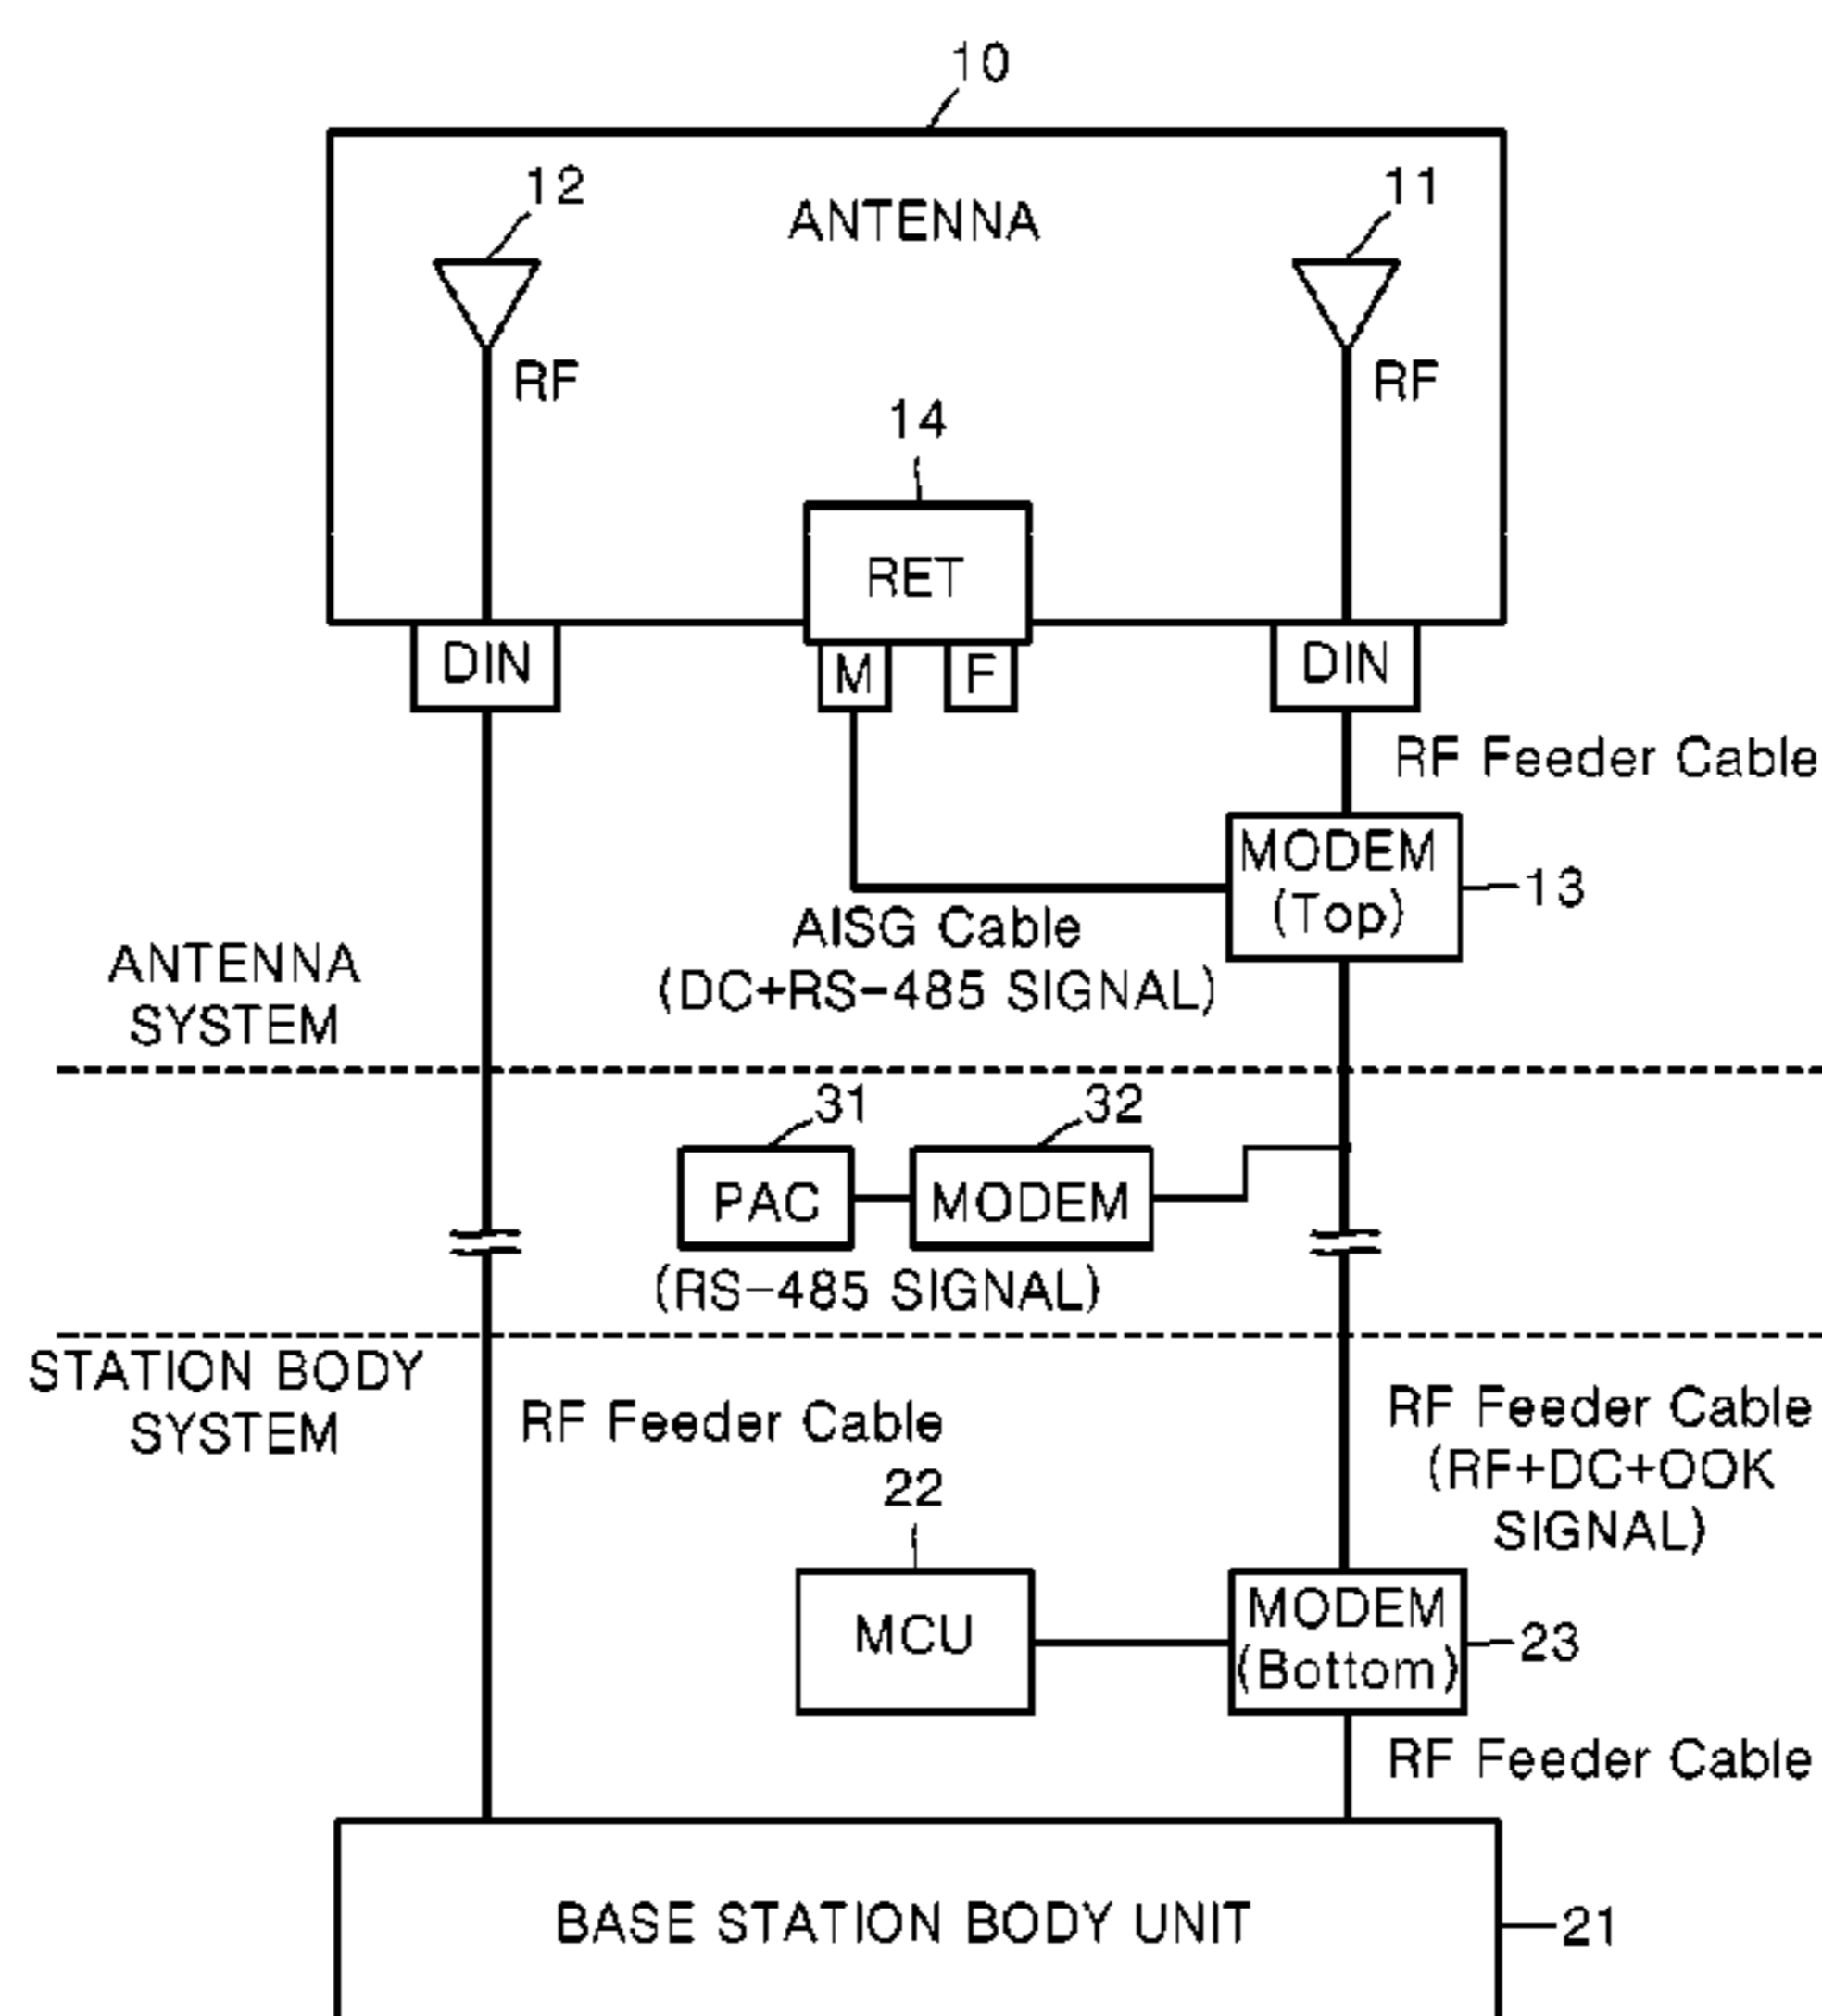 10
12
ANTENNA
11
RF
RF
14
RET
DIN
M
F
DIN
RF Feeder Cable
MODEM
(Top)
13
AISG Cable
(DC+RS-485 SIGNAL)
ANTENNA
SYSTEM
31
32
PAC
MODEM
(RS-485 SIGNAL)
STATION BODY
SYSTEM
RF Feeder Cable
RF Feeder Cable
(RF+DC+OOK
SIGNAL)
22
MCU
MODEM
(Bottom)
23
RF Feeder Cable
BASE STATION BODY UNIT
21